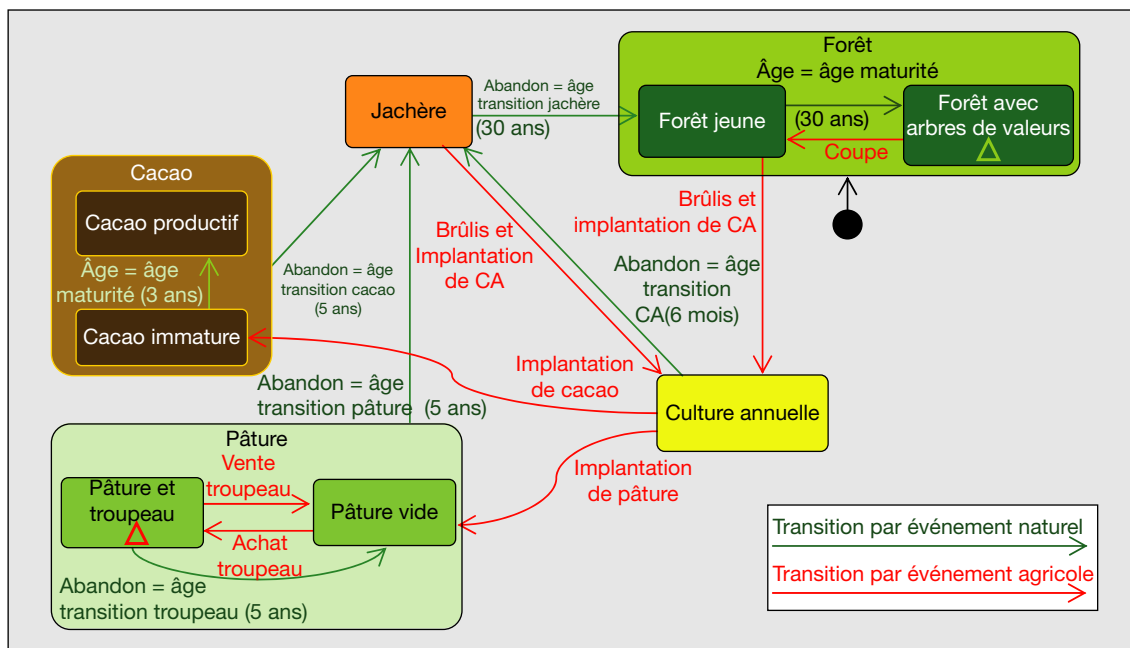 Forêt
Âge = âge maturité
Forêt jeune
(30 ans)
Coupe
Forêt avec
arbres de valeurs
Abandon = âge
transition jachère
(30 ans)
Jachère
Cacao
Cacao productif
Âge = âge
maturité (3 ans)
Cacao immature
Abandon = âge
transition cacao
(5 ans)
Brûlis et
Implantation
de CA
Brûlis et
implantation de CA
Abandon = âge
transition
CA(6 mois)
Implantation
de cacao
Culture annuelle
Abandon = âge
transition pâture (5 ans)
Implantation
de pâture
Pâture
Vente
troupeau
Pâture et
troupeau
Pâture vide
Achat
troupeau
Abandon = âge
transition troupeau (5 ans)
Transition par événement naturel
Transition par événement agricole